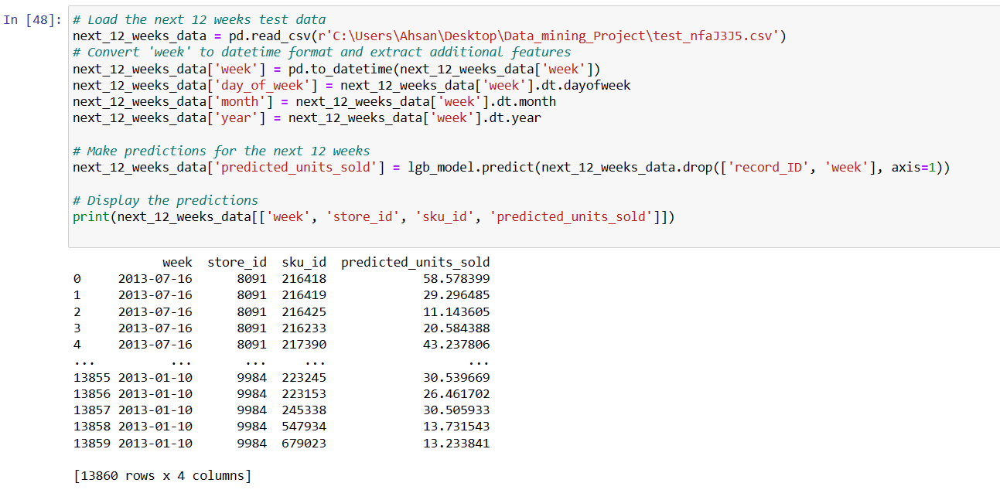 In [48]: # Load the next 12 weeks test data
next_12_weeks_data = pd.read_csv(r'C:\Users\Ahsan\Desktop\Data_mining_Project\test_nfaJ3J5.csv')
# Convert 'week' to datetime format and extract additional features
next_12_weeks_data['week'] = pd.to_datetime(next_12_weeks_data['week'])
next_12_weeks_data['day_of_week'] = next_12_weeks_data['week'].dt.dayofweek
next_12_weeks_data['month'] = next_12_weeks_data['week'].dt.month
next_12_weeks_data['year'] = next_12_weeks_data['week'].dt.year
# Make predictions for the next 12 weeks
next_12_weeks_data['predicted_units_sold'] = lgb_model.predict(next_12_weeks_data.drop(['record_ID', 'week'], axis=1))
# Display the predictions
print(next_12_weeks_data[['week', 'store_id', 'sku_id', 'predicted_units_sold']])
week store_id sku_id predicted_units_sold
0 2013-07-16 8091 216418 58.578399
1 2013-07-16 8091 216419 29.296485
2 2013-07-16 8091 216425 11.143605
3 2013-07-16 8091 216233 20.584388
4 2013-07-16 8091 217390 43.237806
... ... ... ... ...
13855 2013-01-10 9984 223245 30.539669
13856 2013-01-10 9984 223153 26.461702
13857 2013-01-10 9984 245338 30.505933
13858 2013-01-10 9984 547934 13.731543
13859 2013-01-10 9984 679023 13.233841
[13860 rows x 4 columns]